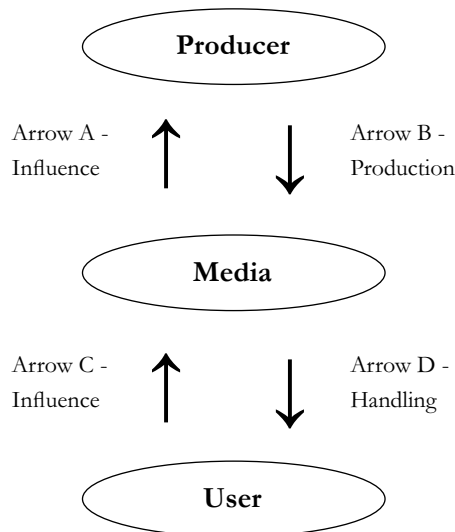 Producer
Arrow A -
Influence
Arrow B -
Production
Media
Arrow C -
Influence
Arrow D -
Handling
User